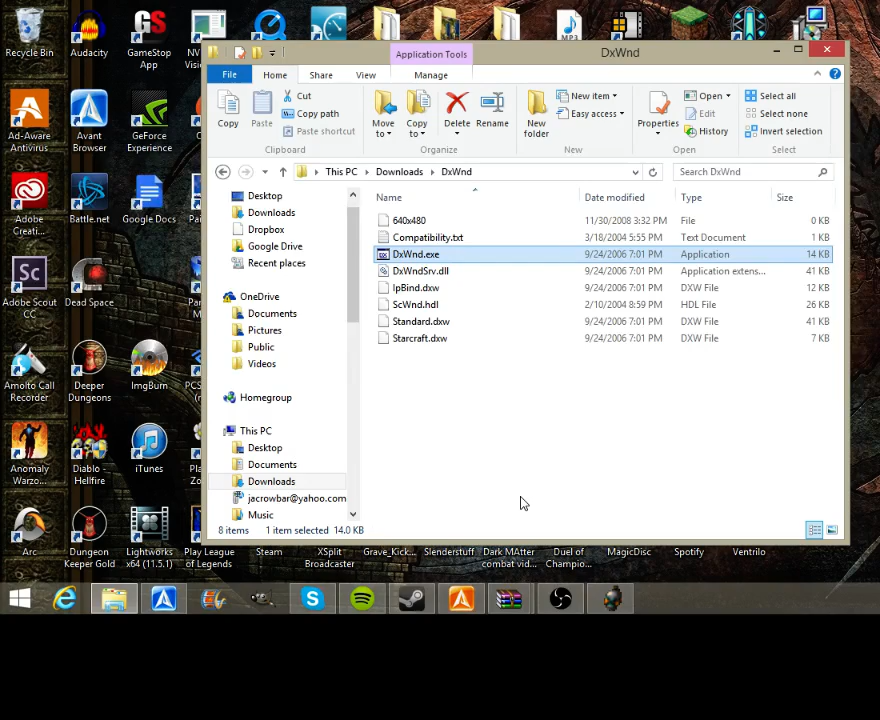 Recycle Bin
Audacity
GameStop App
NV
Visi
MP3
Application Tools
DxWnd
File
Home
Share
View
Manage
Copy
Paste
Cut
Copy path
Paste shortcut
Clipboard
Move to
Copy to
Delete
Rename
Organize
New folder
New item
Easy access
New
Properties
Open
Edit
History
Open
Select all
Select none
Invert selection
Select
This PC
Downloads
DxWnd
Search DxWnd
Name
Date modified
Type
Size
640x480 11/30/2008 3:32 PM File 0 KB
Compatibility.txt 3/18/2004 5:55 PM Text Document 1 KB
DxWnd.exe 9/24/2006 7:01 PM Application 14 KB
DxWndSrv.dll 9/24/2006 7:01 PM Application extens... 41 KB
IpBind.dxw 9/24/2006 7:01 PM DXW File 12 KB
ScWnd.hdl 2/10/2004 8:59 PM HDL File 26 KB
Standard.dxw 9/24/2006 7:01 PM DXW File 41 KB
Starcraft.dxw 9/24/2006 7:01 PM DXW File 7 KB
Desktop
Downloads
Dropbox
Google Drive
Recent places
OneDrive
Documents
Pictures
Public
Videos
Homegroup
This PC
Desktop
Documents
Downloads
jacrowbar@yahoo.com
Music
8 items 1 item selected 14.0 KB
Ad-Aware Antivirus
Avant Browser
GeForce Experience
Adobe Creati...
Battle.net
Google Docs
Adobe Scout CC
Dead Space
Amolto Call Recorder
Deeper Dungeons
ImgBurn
Anomaly Warzo...
Diablo - Hellfire
iTunes
Arc
Dungeon Keeper Gold
Lightworks x64 (11.5.1)
Play League of Legends
Steam
XSplit Broadcaster
Grave_Kick...
Slenderstuff
Dark MAtter combat vid...
Duel of Champio...
MagicDisc
Spotify
Ventrilo